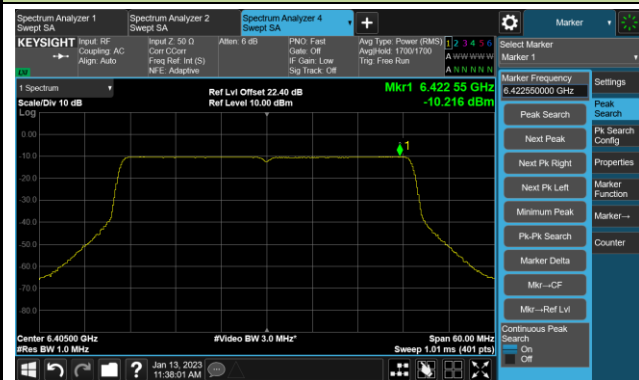 Spectrum Analyzer 1
Swept SA
Spectrum Analyzer 2
Swept SA
Spectrum Analyzer 4
Swept SA
Marker
KEYSIGHT
Input: RF
Coupling: AC
Align: Auto
Input Z: 50 Ω
Corr CCorr
Freq Ref: Int (S)
NFE: Adaptive
Atten: 6 dB
PNO: Fast
Gate: Off
IF Gain: Low
Sig Track: Off
Avg Type: Power (RMS)
Avg|Hold: 1700/1700
Trig: Free Run
1 2 3 4 5 6
A W W W W W
A N N N N N
LXI
1 Spectrum
Scale/Div 10 dB
Log
Ref Lvl Offset 22.40 dB
Ref Level 10.00 dBm
Mkr1 6.422 55 GHz
-10.216 dBm
1
0.00
-10.0
-20.0
-30.0
-40.0
-50.0
-60.0
-70.0
-80.0
Center 6.40500 GHz
#Res BW 1.0 MHz
#Video BW 3.0 MHz*
Span 60.00 MHz
Sweep 1.01 ms (401 pts)
Jan 13, 2023
11:38:01 AM
Select Marker
Marker 1
Marker Frequency
6.422550000 GHz
Peak Search
Next Peak
Next Pk Right
Next Pk Left
Minimum Peak
Pk-Pk Search
Marker Delta
Mkr→CF
Mkr→Ref Lvl
Continuous Peak
Search
On
Off
Settings
Peak
Search
Pk Search
Config
Properties
Marker
Function
Marker→
Counter